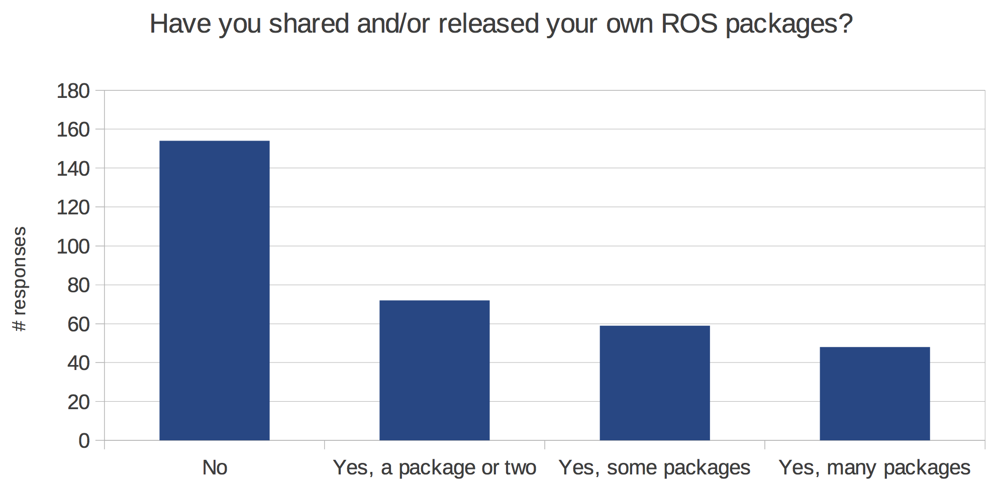 Have you shared and/or released your own ROS packages?
180
160
140
120
100
80
60
40
20
0
# responses
No
Yes, a package or two
Yes, some packages
Yes, many packages